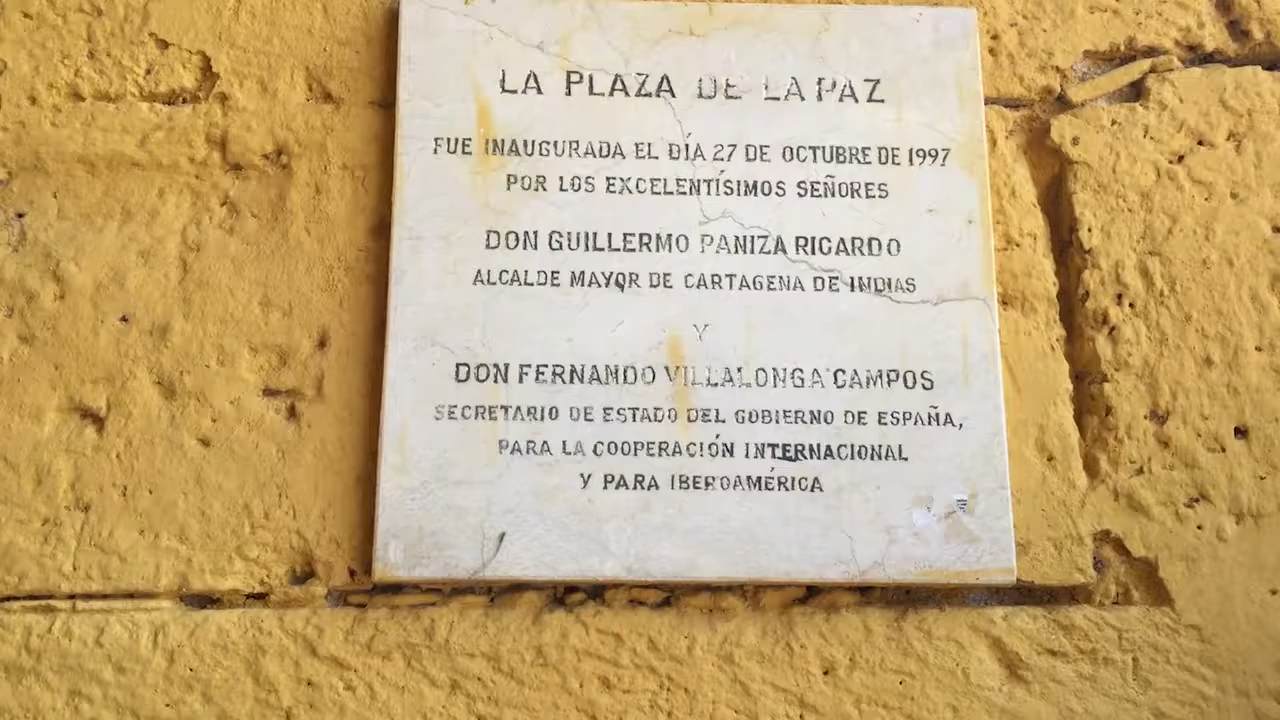 LA PLAZA DE LA PAZ
FUE INAUGURADA EL DÍA 27 DE OCTUBRE DE 1997
POR LOS EXCELENTÍSIMOS SEÑORES
DON GUILLERMO PANIZA RICARDO
ALCALDE MAYOR DE CARTAGENA DE INDIAS
Y
DON FERNANDO VILLALONGA CAMPOS
SECRETARIO DE ESTADO DEL GOBIERNO DE ESPAÑA,
PARA LA COOPERACIÓN INTERNACIONAL
Y PARA IBEROAMÉRICA